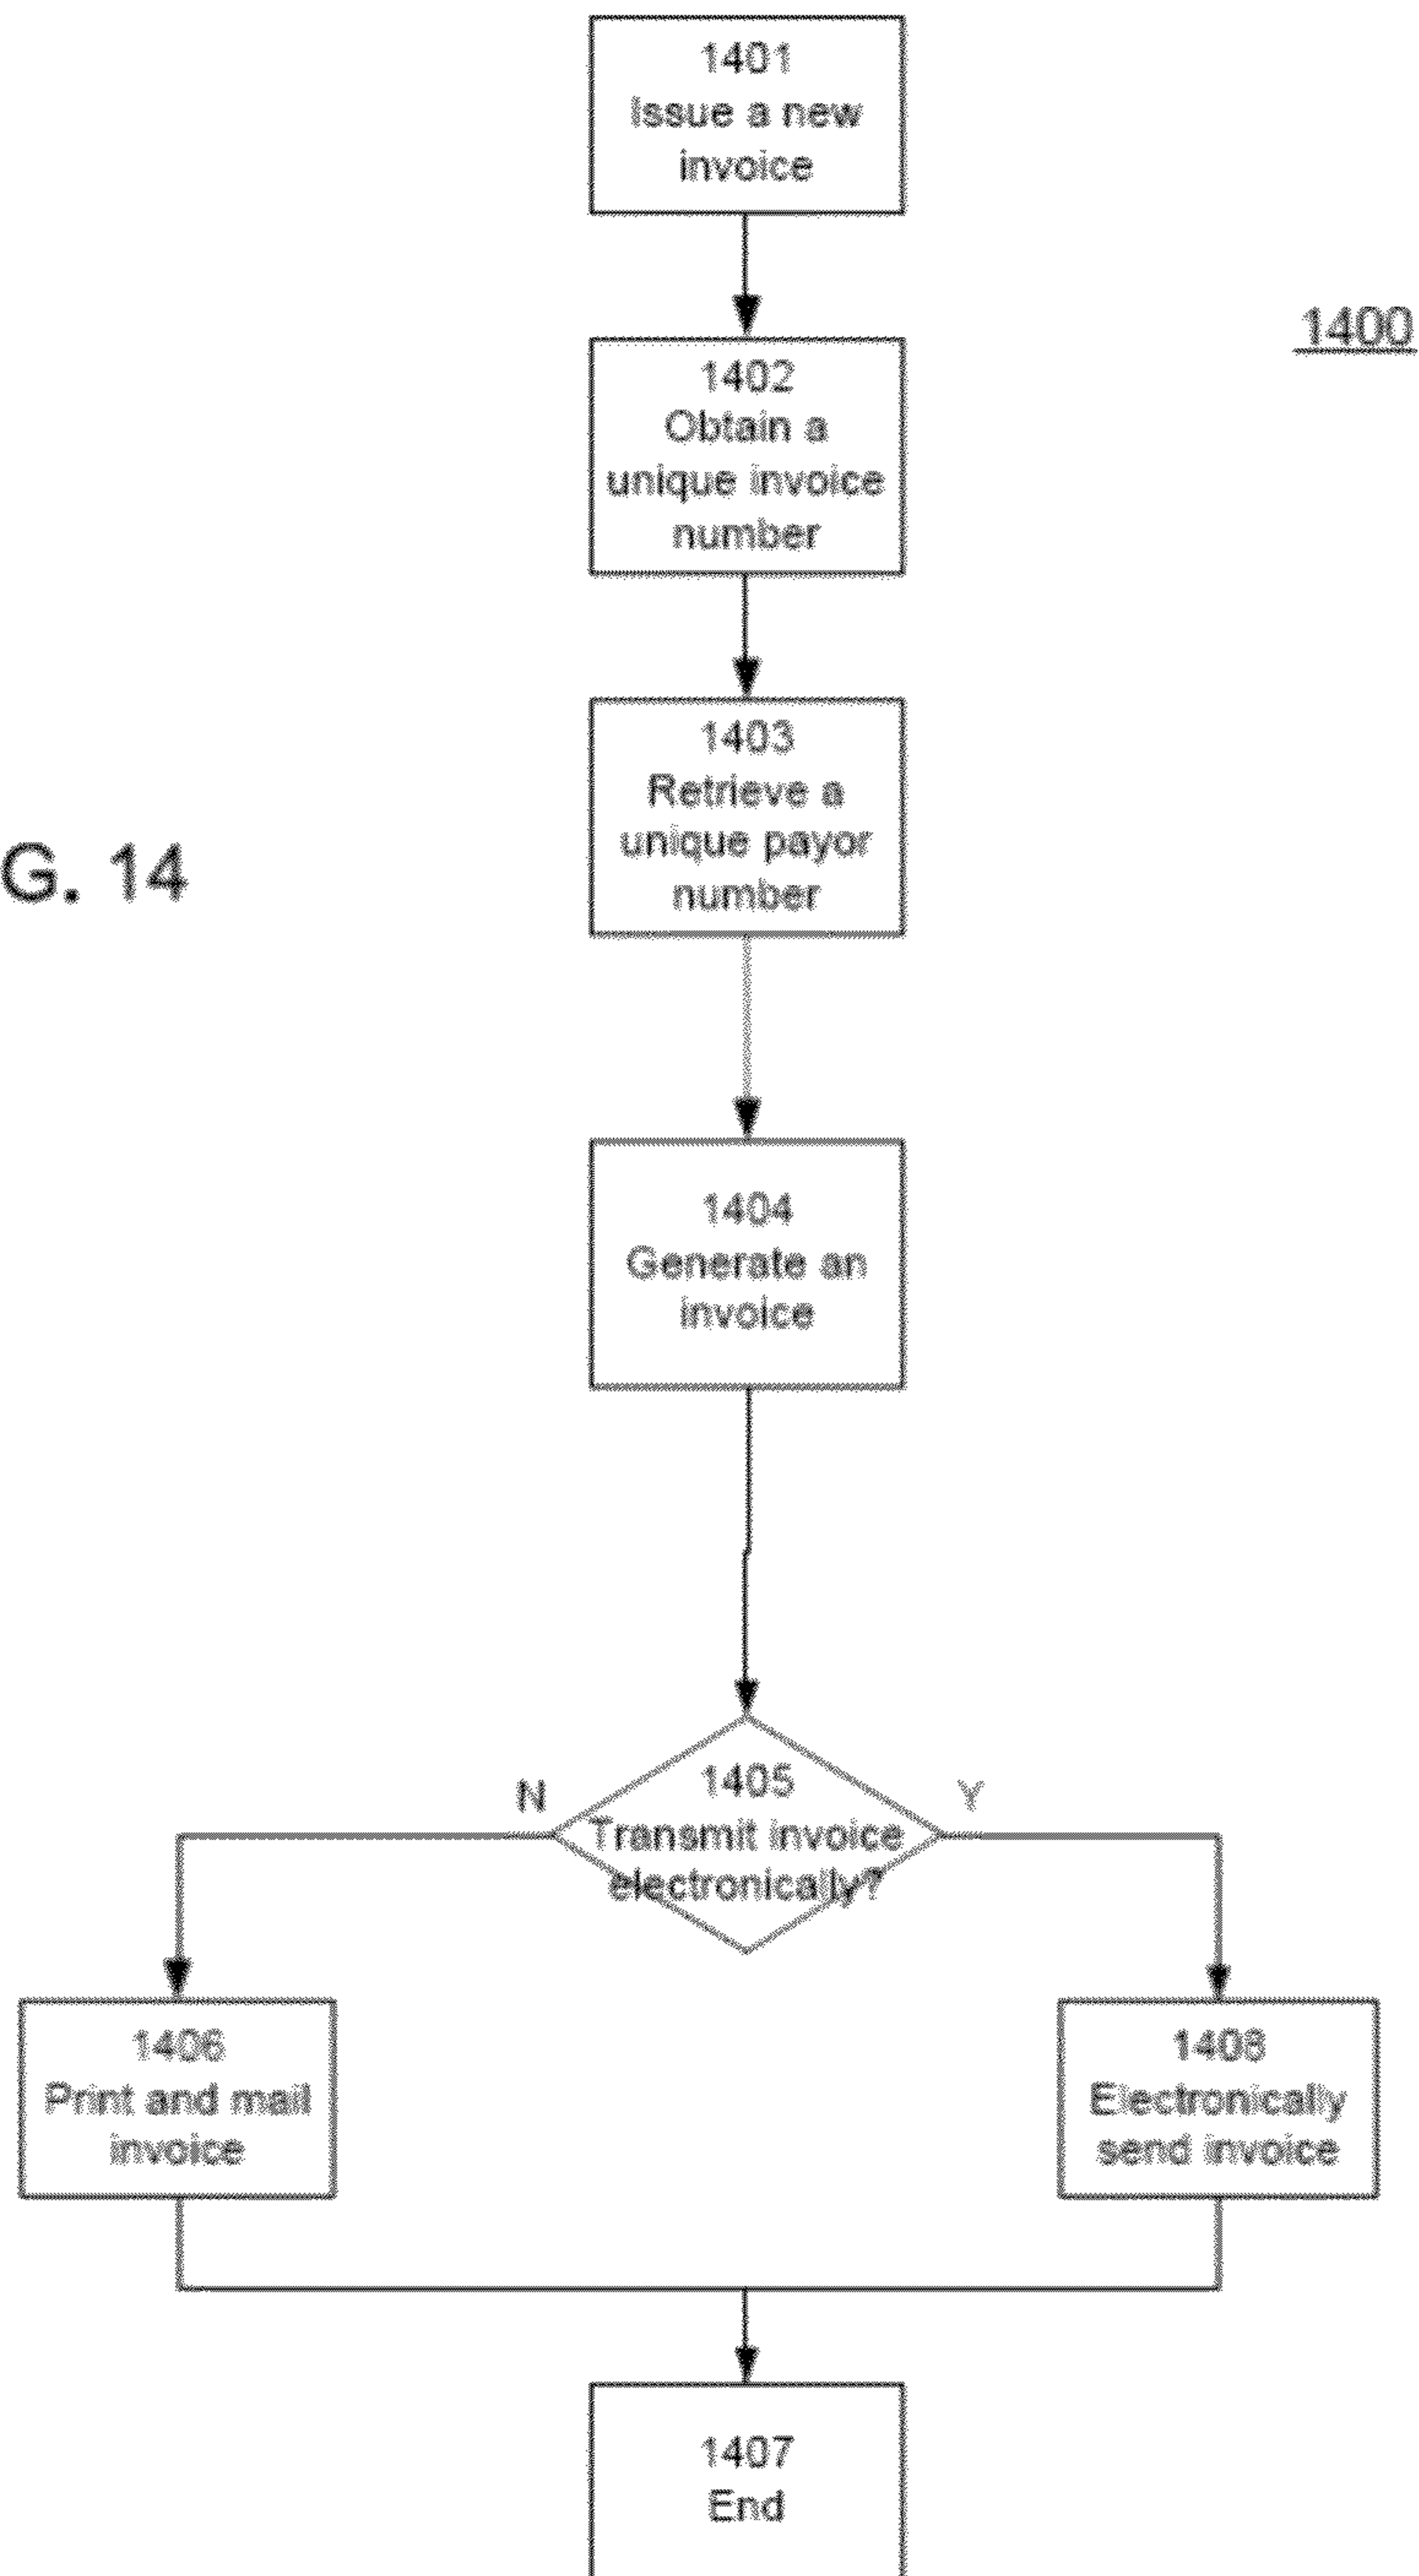 1401
Issue a new
invoice
1400
1402
Obtain a
unique invoice
number
1403
Retrieve a
unique payor
number
G. 14
1404
Generate an
invoice
N
1405
Y
Transmit invoice
electronically?
1406
Print and mail
invoice
1408
Electronically
send invoice
1407
End